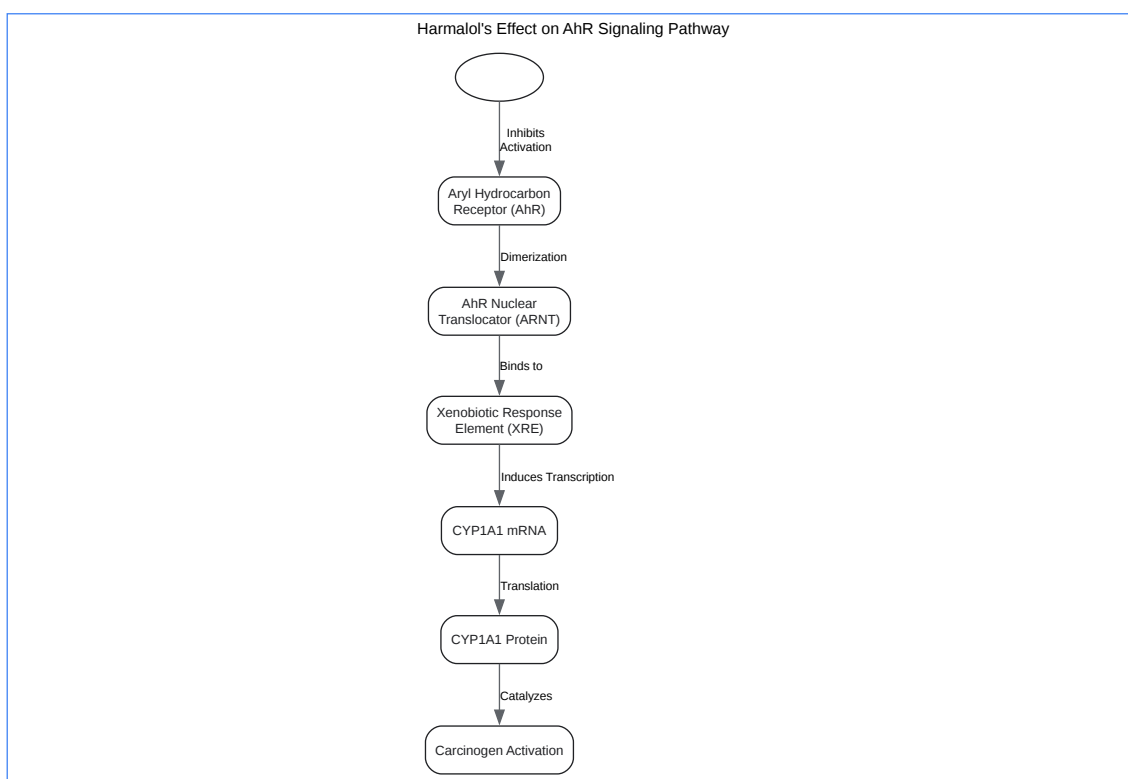 Harmalol's Effect on AhR Signaling Pathway
Inhibits
Activation
Aryl Hydrocarbon
Receptor (AhR)
Dimerization
AhR Nuclear
Translocator (ARNT)
Binds to
Xenobiotic Response
Element (XRE)
Induces Transcription
CYP1A1 mRNA
Translation
CYP1A1 Protein
Catalyzes
Carcinogen Activation